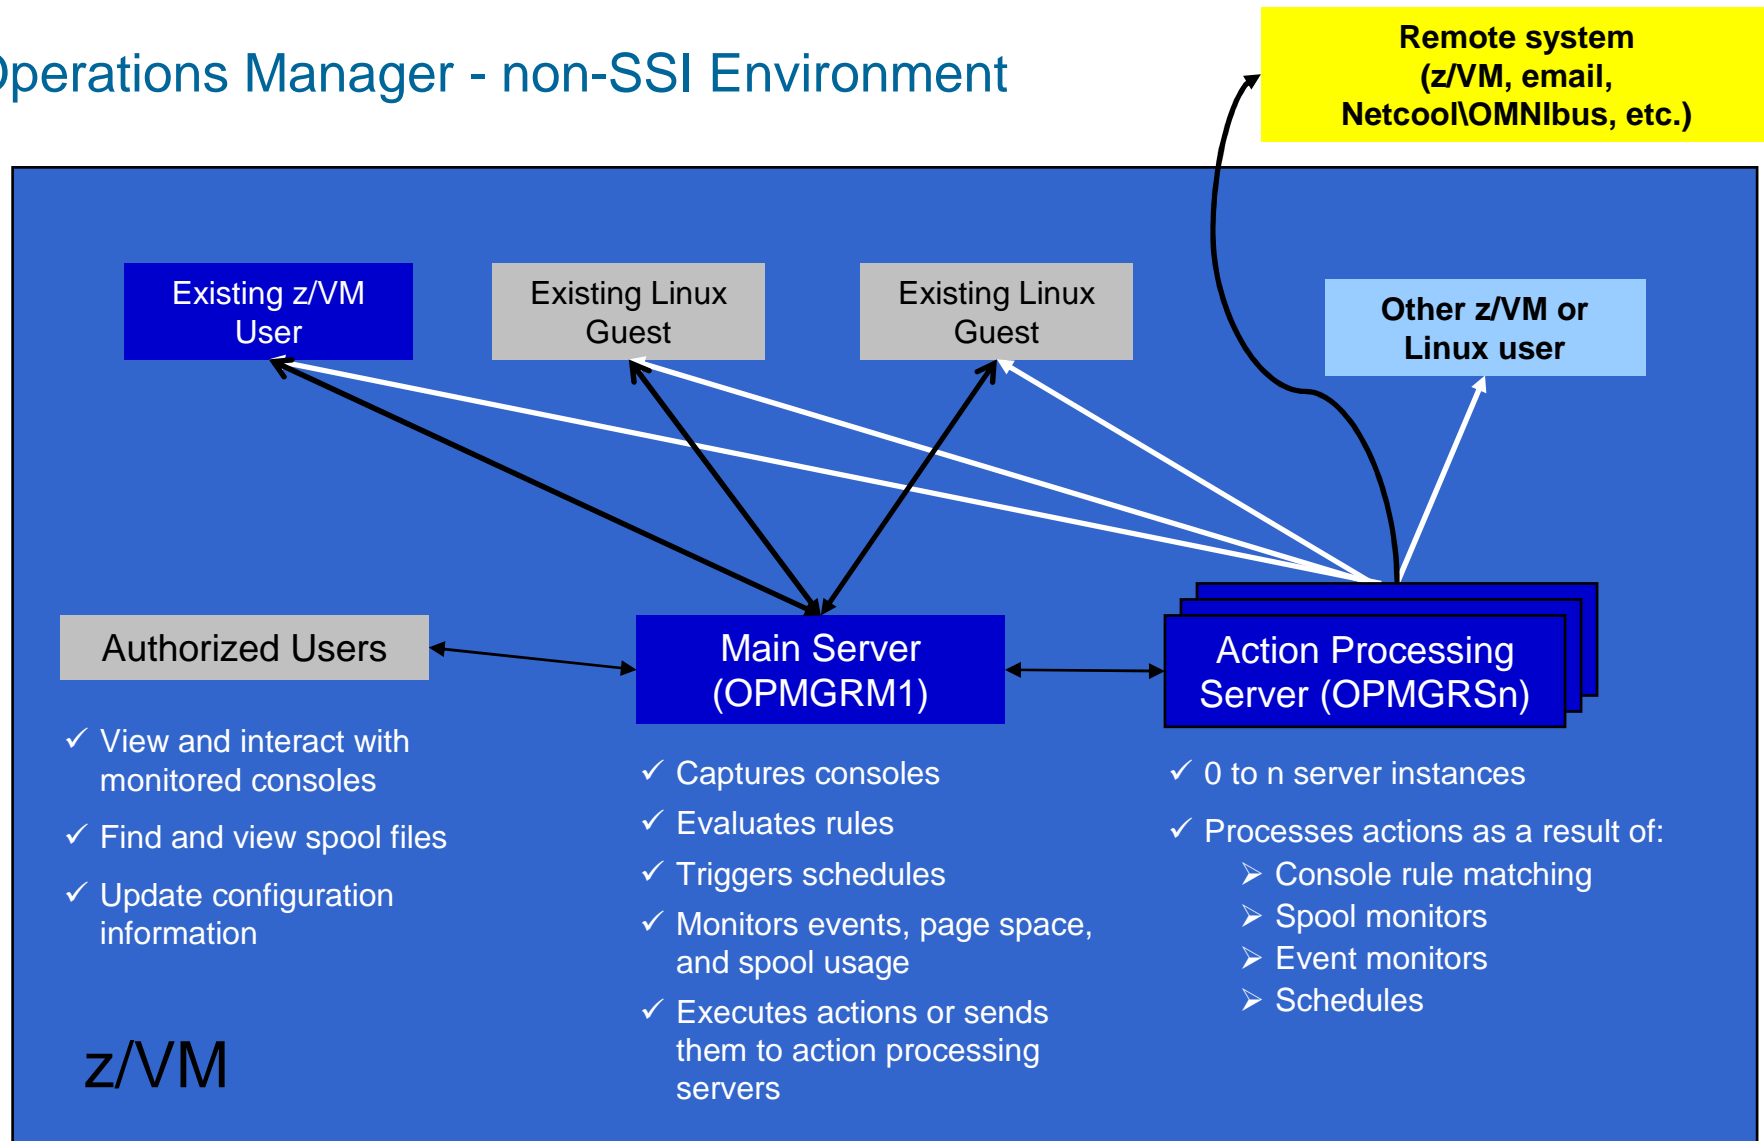 Operations Manager - non-SSI Environment
Remote system
(z/VM, email,
Netcool\OMNIbus, etc.)
Existing z/VM
User
Existing Linux
Guest
Existing Linux
Guest
Other z/VM or
Linux user
Authorized Users
Main Server
(OPMGRM1)
Action Processing
Server (OPMGRSn)
✓ View and interact with
monitored consoles
✓ Find and view spool files
✓ Update configuration
information
✓ Captures consoles
✓ Evaluates rules
✓ Triggers schedules
✓ Monitors events, page space,
and spool usage
✓ Executes actions or sends
them to action processing
servers
✓ 0 to n server instances
✓ Processes actions as a result of:
➢ Console rule matching
➢ Spool monitors
➢ Event monitors
➢ Schedules
z/VM